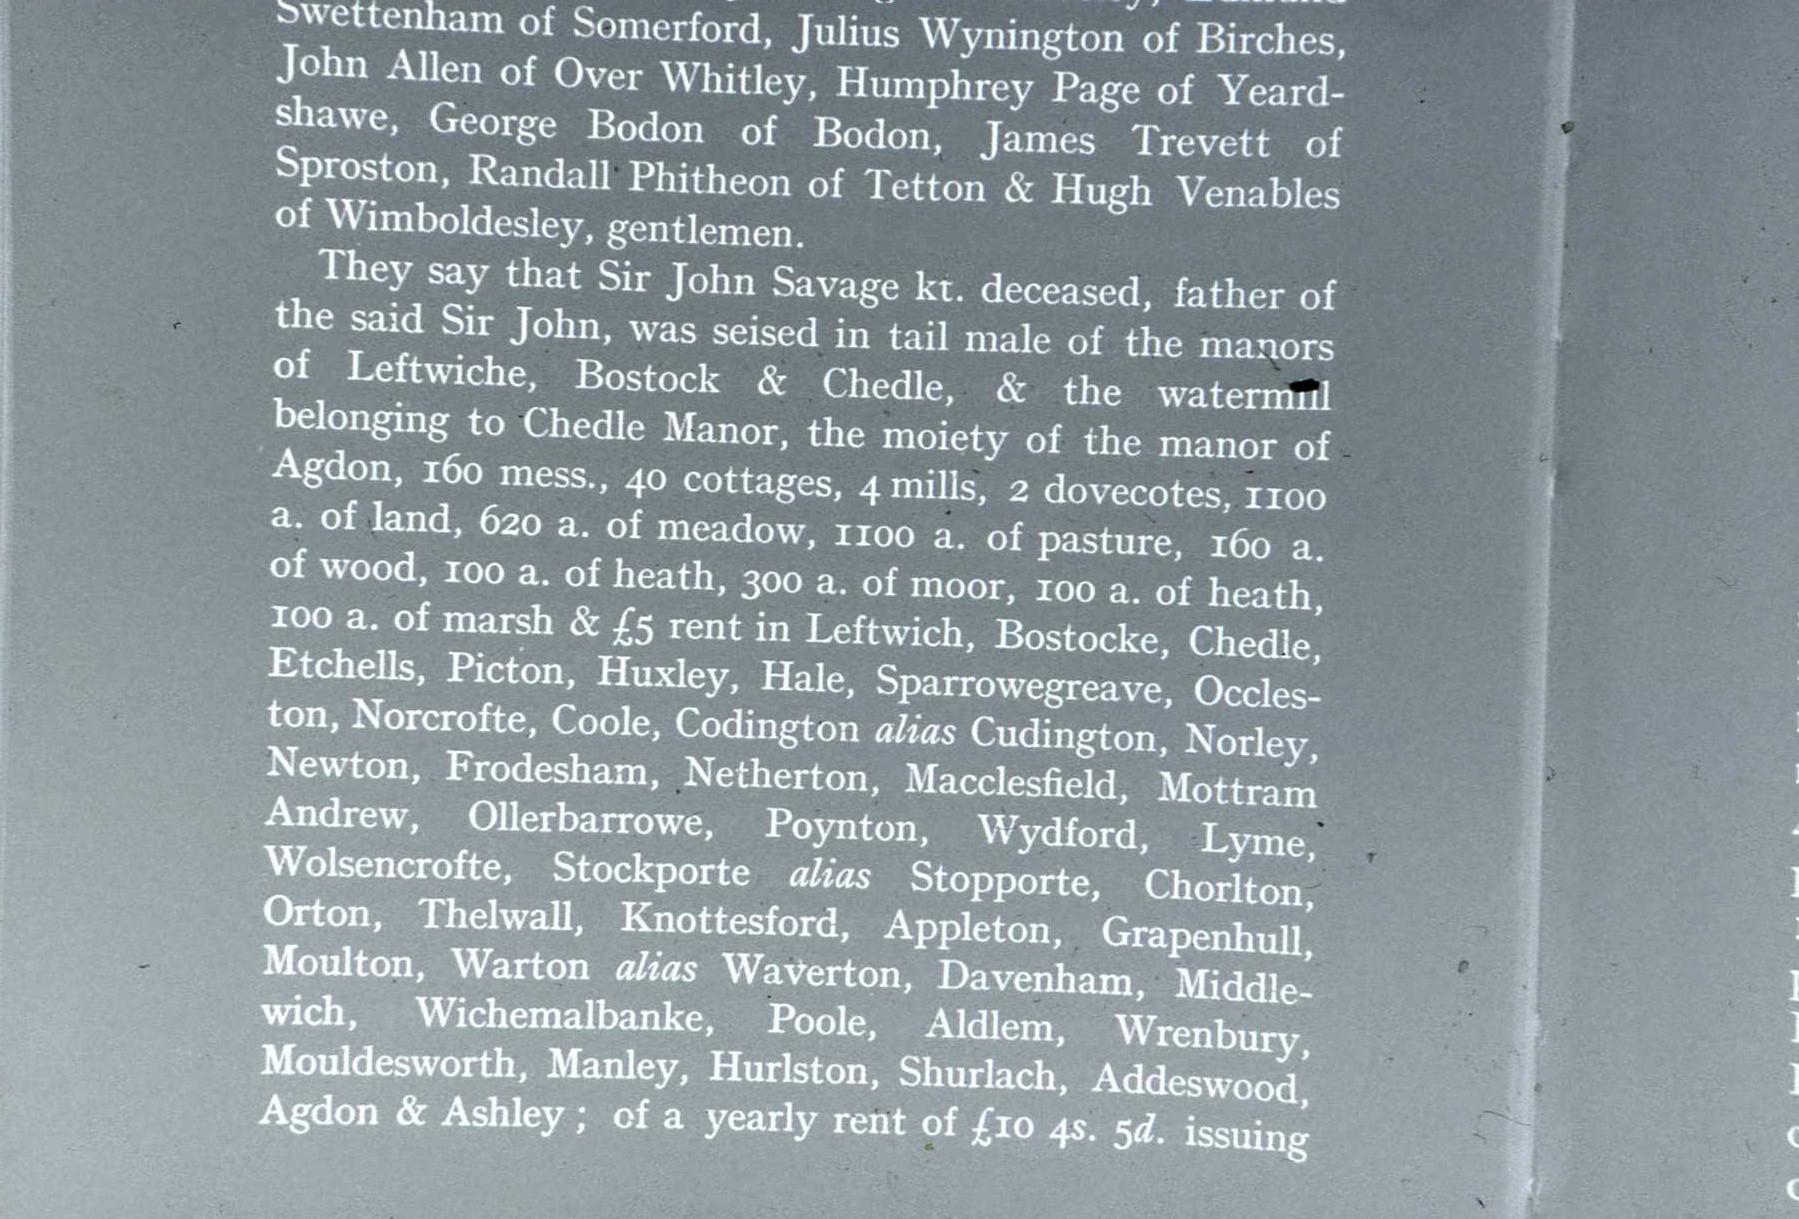 Swettenham of Somerford, Julius Wynington of Birches,
John Allen of Over Whitley, Humphrey Page of Yeard-
shawe, George Bodon of Bodon, James Trevett of
Sproston, Randall Phitheon of Tetton & Hugh Venables
of Wimboldesley, gentlemen.
They say that Sir John Savage kt. deceased, father of
the said Sir John, was seised in tail male of the manors
of Leftwiche, Bostock & Chedle, & the watermill
belonging to Chedle Manor, the moiety of the manor of
Agdon, 160 mess., 40 cottages, 4 mills, 2 dovecotes, 1100
a. of land, 620 a. of meadow, 1100 a. of pasture, 160 a.
of wood, 100 a. of heath, 300 a. of moor, 100 a. of heath,
100 a. of marsh & £5 rent in Leftwich, Bostocke, Chedle,
Etchells, Picton, Huxley, Hale, Sparrowegreave, Occles-
ton, Norcrofte, Coole, Codington alias Cudington, Norley,
Newton, Frodesham, Netherton, Macclesfield, Mottram
Andrew, Ollerbarrowe, Poynton, Wydford, Lyme,
Wolsencrofte, Stockporte alias Stopporte, Chorlton,
Orton, Thelwall, Knottesford, Appleton, Grapenhull,
Moulton, Warton alias Waverton, Davenham, Middle-
wich, Wichemalbanke, Poole, Aldlem, Wrenbury,
Mouldesworth, Manley, Hurlston, Shurlach, Addeswood,
Agdon & Ashley ; of a yearly rent of £10 4s. 5d. issuing